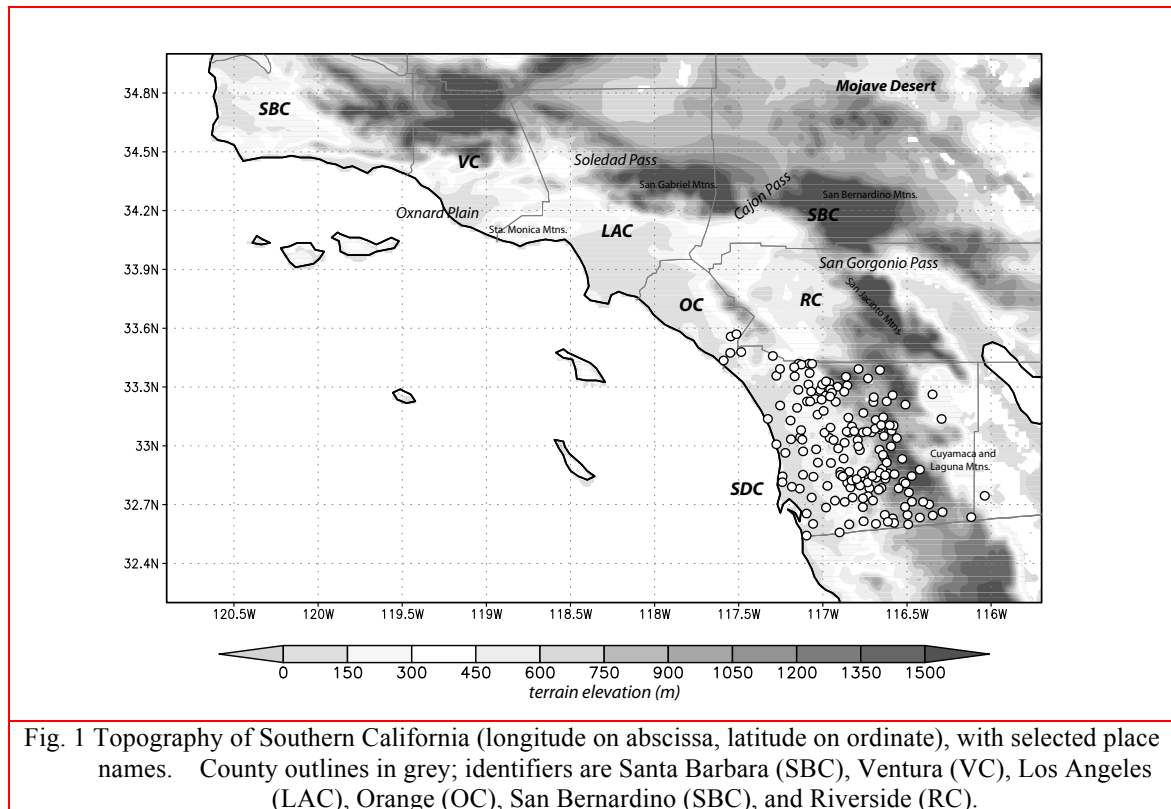 34.8N
34.5N
34.2N
33.9N
33.6N
33.3N
33N
32.7N
32.4N
Mojave Desert
SBC
VC
Soledad Pass
San Gabriel Mtns.
Cajon Pass
San Bernardino Mtns.
SBC
Oxnard Plain
Sta. Monica Mtns.
LAC
San Gorgonio Pass
OC
RC
San Jacinto Mtns.
Cuyamaca and
Laguna Mtns.
SDC
120.5W 120W 119.5W 119W 118.5W 118W 117.5W 117W 116.5W 116W
0 150 300 450 600 750 900 1050 1200 1350 1500
terrain elevation (m)
Fig. 1 Topography of Southern California (longitude on abscissa, latitude on ordinate), with selected place
names. County outlines in grey; identifiers are Santa Barbara (SBC), Ventura (VC), Los Angeles
(LAC), Orange (OC), San Bernardino (SBC), and Riverside (RC).